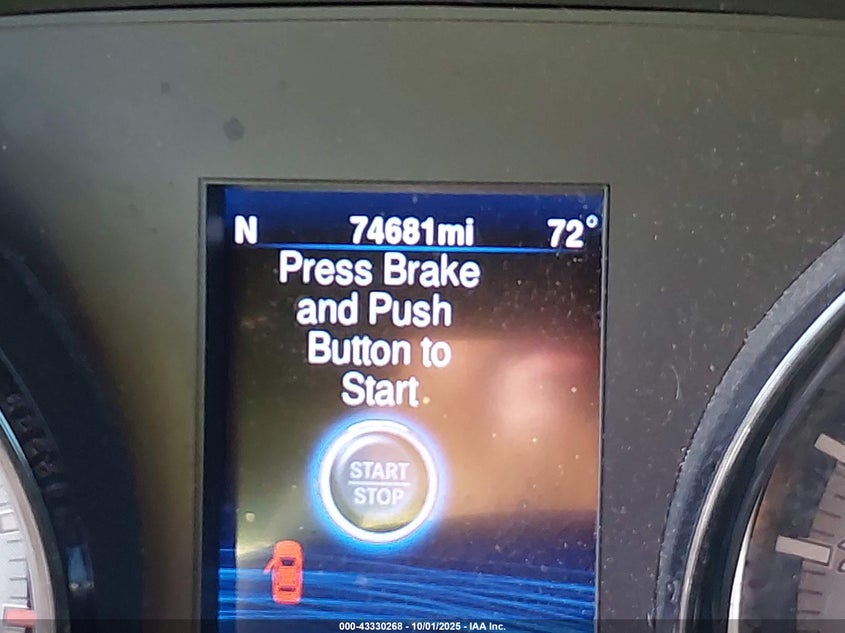 N 74681mi 72°
Press Brake
and Push
Button to
Start
START
STOP
000-43330268 - 10/01/2025 - IAA Inc.